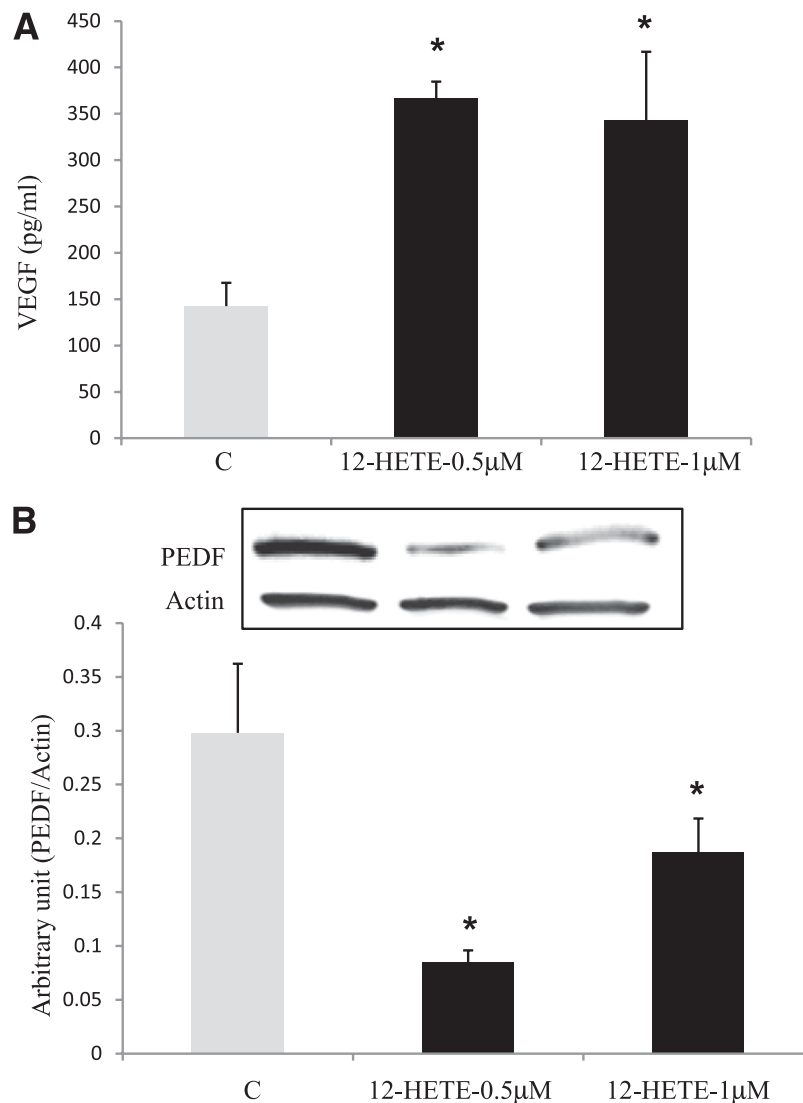 A
VEGF (pg/ml)
450
400
350
300
250
200
150
100
50
0
*
*
C
12-HETE-0.5μM
12-HETE-1μM
B
PEDF
Actin
Arbitrary unit (PEDF/Actin)
0.4
0.35
0.3
0.25
0.2
0.15
0.1
0.05
0
*
*
C
12-HETE-0.5μM
12-HETE-1μM